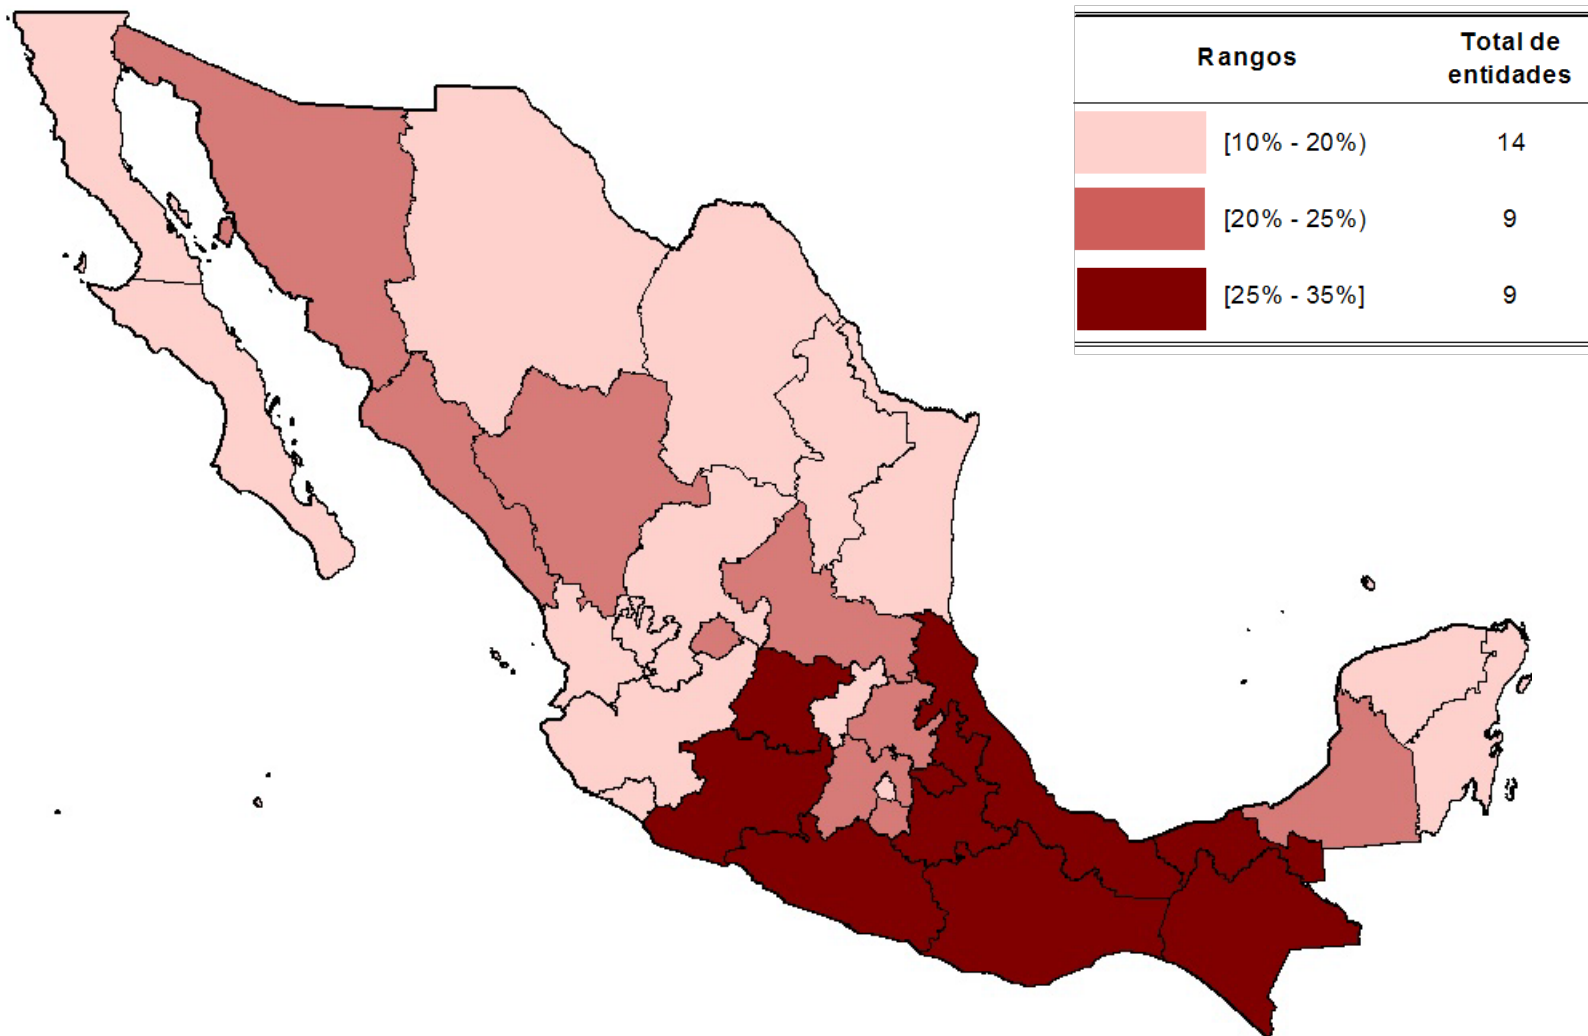 Rangos Total de
entidades
[10% - 20%) 14
[20% - 25%) 9
[25% - 35%] 9